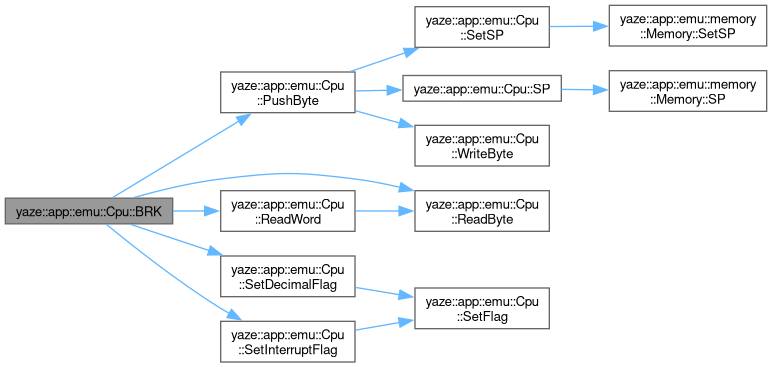 yaze::app::emu::Cpu::BRK
yaze::app::emu::Cpu
::PushByte
yaze::app::emu::Cpu
::SetSP
yaze::app::emu::memory
::Memory::SetSP
yaze::app::emu::Cpu::SP
yaze::app::emu::memory
::Memory::SP
yaze::app::emu::Cpu
::WriteByte
yaze::app::emu::Cpu
::ReadWord
yaze::app::emu::Cpu
::ReadByte
yaze::app::emu::Cpu
::SetDecimalFlag
yaze::app::emu::Cpu
::SetFlag
yaze::app::emu::Cpu
::SetInterruptFlag